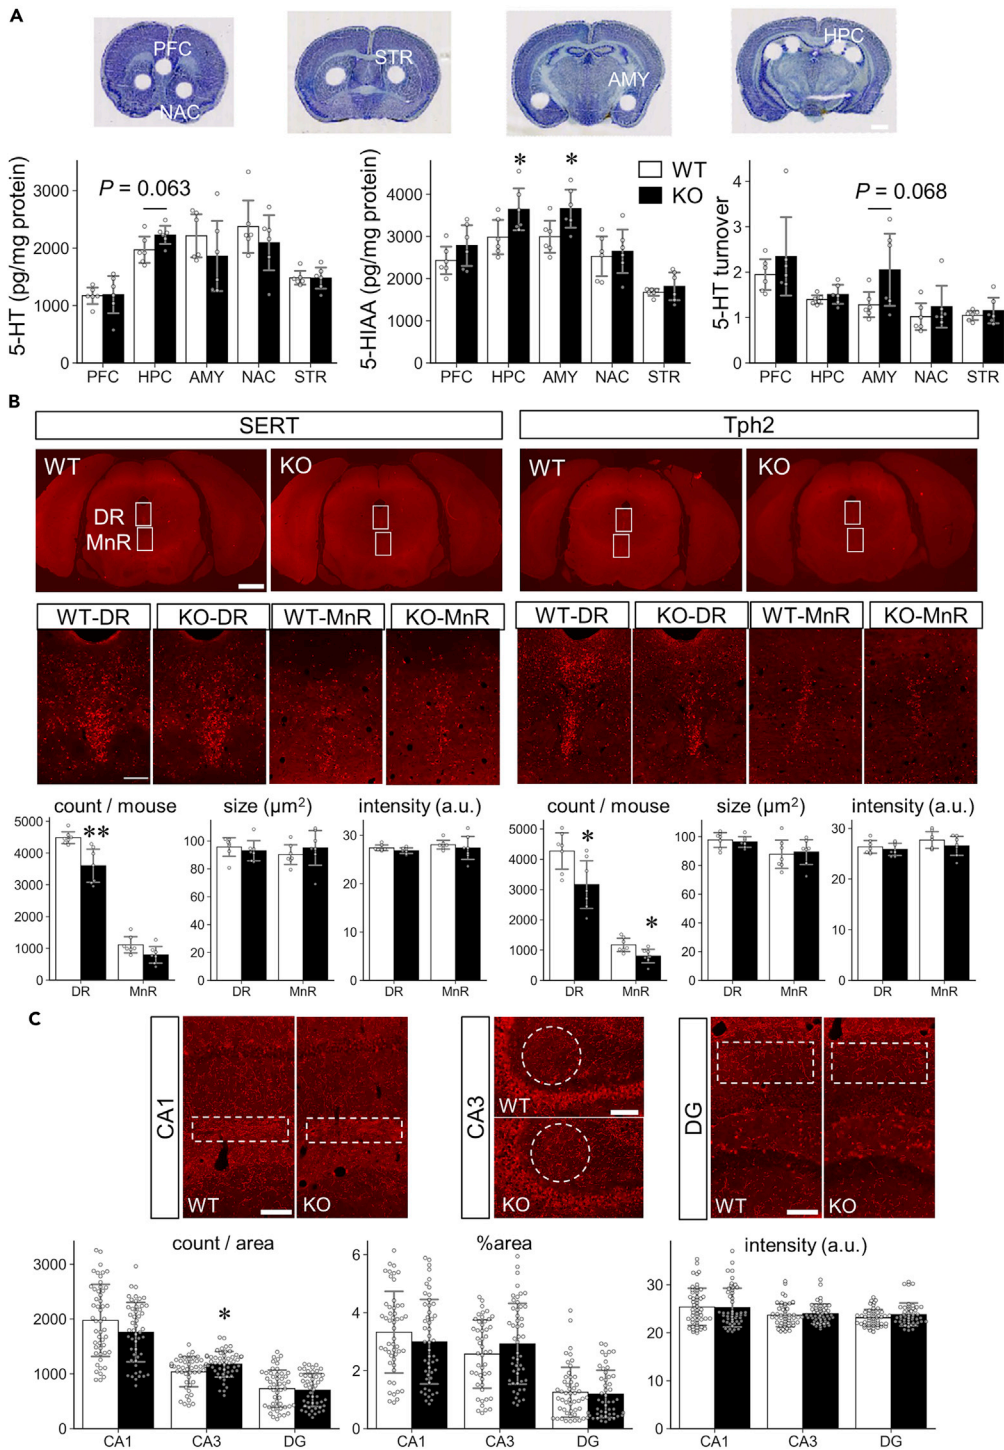 A
PFC
NAC
STR
AMY
HPC
5-HT (pg/mg protein)
3000
2000
1000
0
P = 0.063
PFC HPC AMY NAC STR
5-HIAA (pg/mg protein)
4000
3000
2000
1000
0
* *
WT
KO
PFC HPC AMY NAC STR
5-HT turnover
4
3
2
1
0
P = 0.068
PFC HPC AMY NAC STR
B
SERT
Tph2
WT
DR
MnR
KO
WT
KO
WT-DR KO-DR WT-MnR KO-MnR
WT-DR KO-DR WT-MnR KO-MnR
count / mouse
5000
4000
3000
2000
1000
0
**
DR MnR
size (µm²)
100
80
60
40
20
0
DR MnR
intensity (a.u.)
30
20
10
0
DR MnR
count / mouse
5000
4000
3000
2000
1000
0
*
*
DR MnR
size (µm²)
100
80
60
40
20
0
DR MnR
intensity (a.u.)
30
20
10
0
DR MnR
C
CA1
WT
KO
CA3
WT
KO
DG
WT
KO
count / area
3000
2000
1000
0
*
CA1 CA3 DG
%area
6
4
2
0
CA1 CA3 DG
intensity (a.u.)
30
20
10
0
CA1 CA3 DG